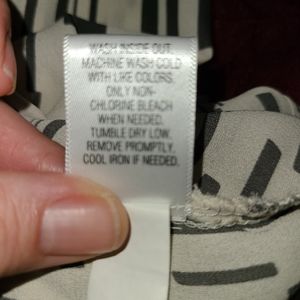 WASH INSIDE OUT.
MACHINE WASH COLD
WITH LIKE COLORS.
ONLY NON-
CHLORINE BLEACH
WHEN NEEDED.
TUMBLE DRY LOW.
REMOVE PROMPTLY.
COOL IRON IF NEEDED.